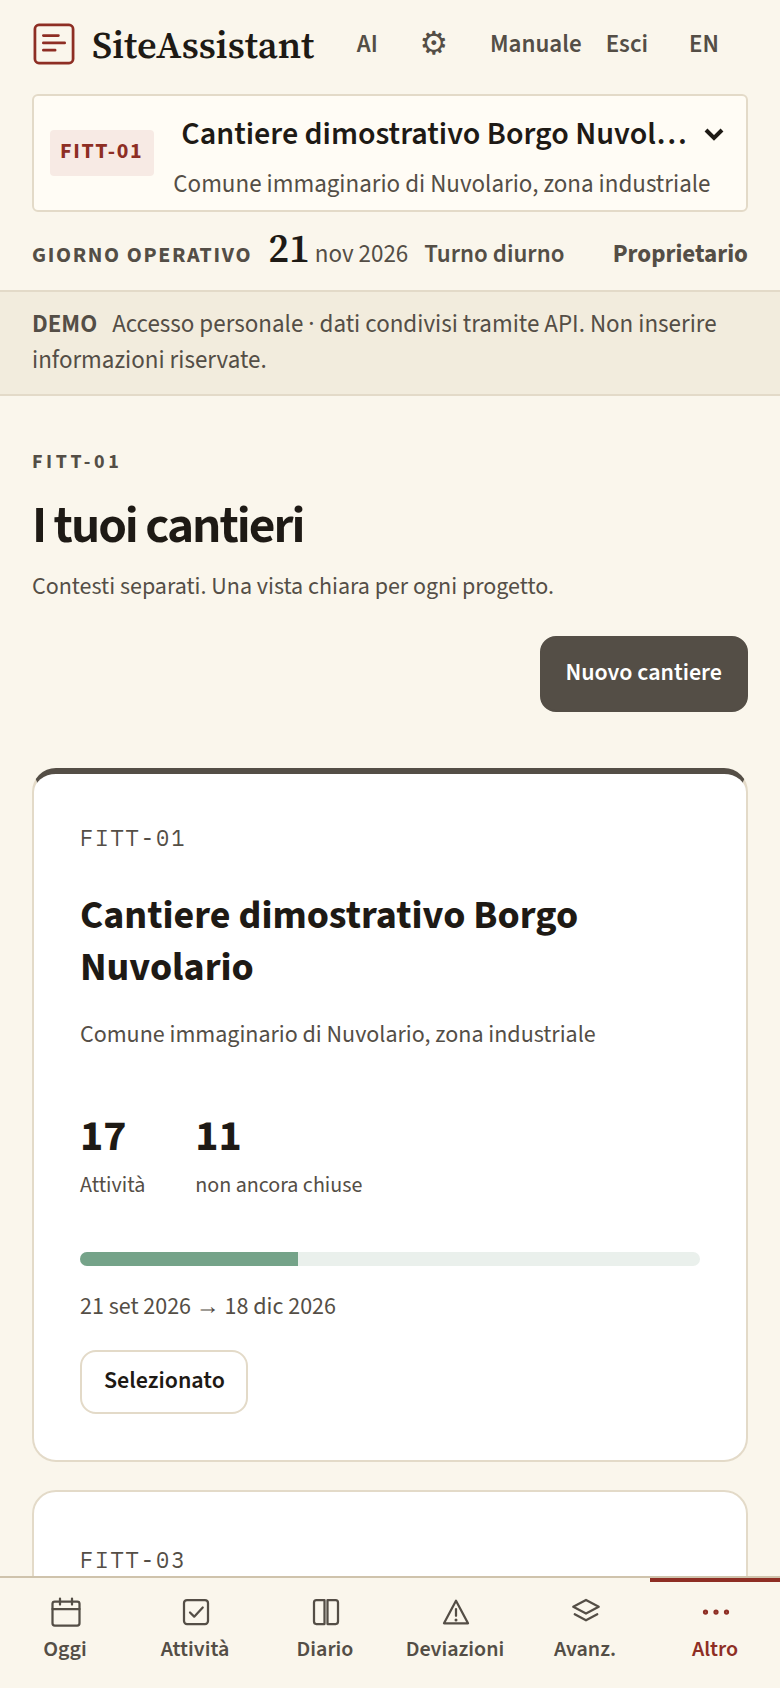 SiteAssistant AI ⚙ Manuale Esci EN
FITT-01 Cantiere dimostrativo Borgo Nuvol…
Comune immaginario di Nuvolario, zona industriale
GIORNO OPERATIVO 21 nov 2026 Turno diurno Proprietario
DEMO Accesso personale · dati condivisi tramite API. Non inserire
informazioni riservate.
FITT-01
I tuoi cantieri
Contesti separati. Una vista chiara per ogni progetto.
Nuovo cantiere
FITT-01
Cantiere dimostrativo Borgo
Nuvolario
Comune immaginario di Nuvolario, zona industriale
17 11
Attività non ancora chiuse
21 set 2026 → 18 dic 2026
Selezionato
FITT-03
Oggi Attività Diario Deviazioni Avanz. Altro